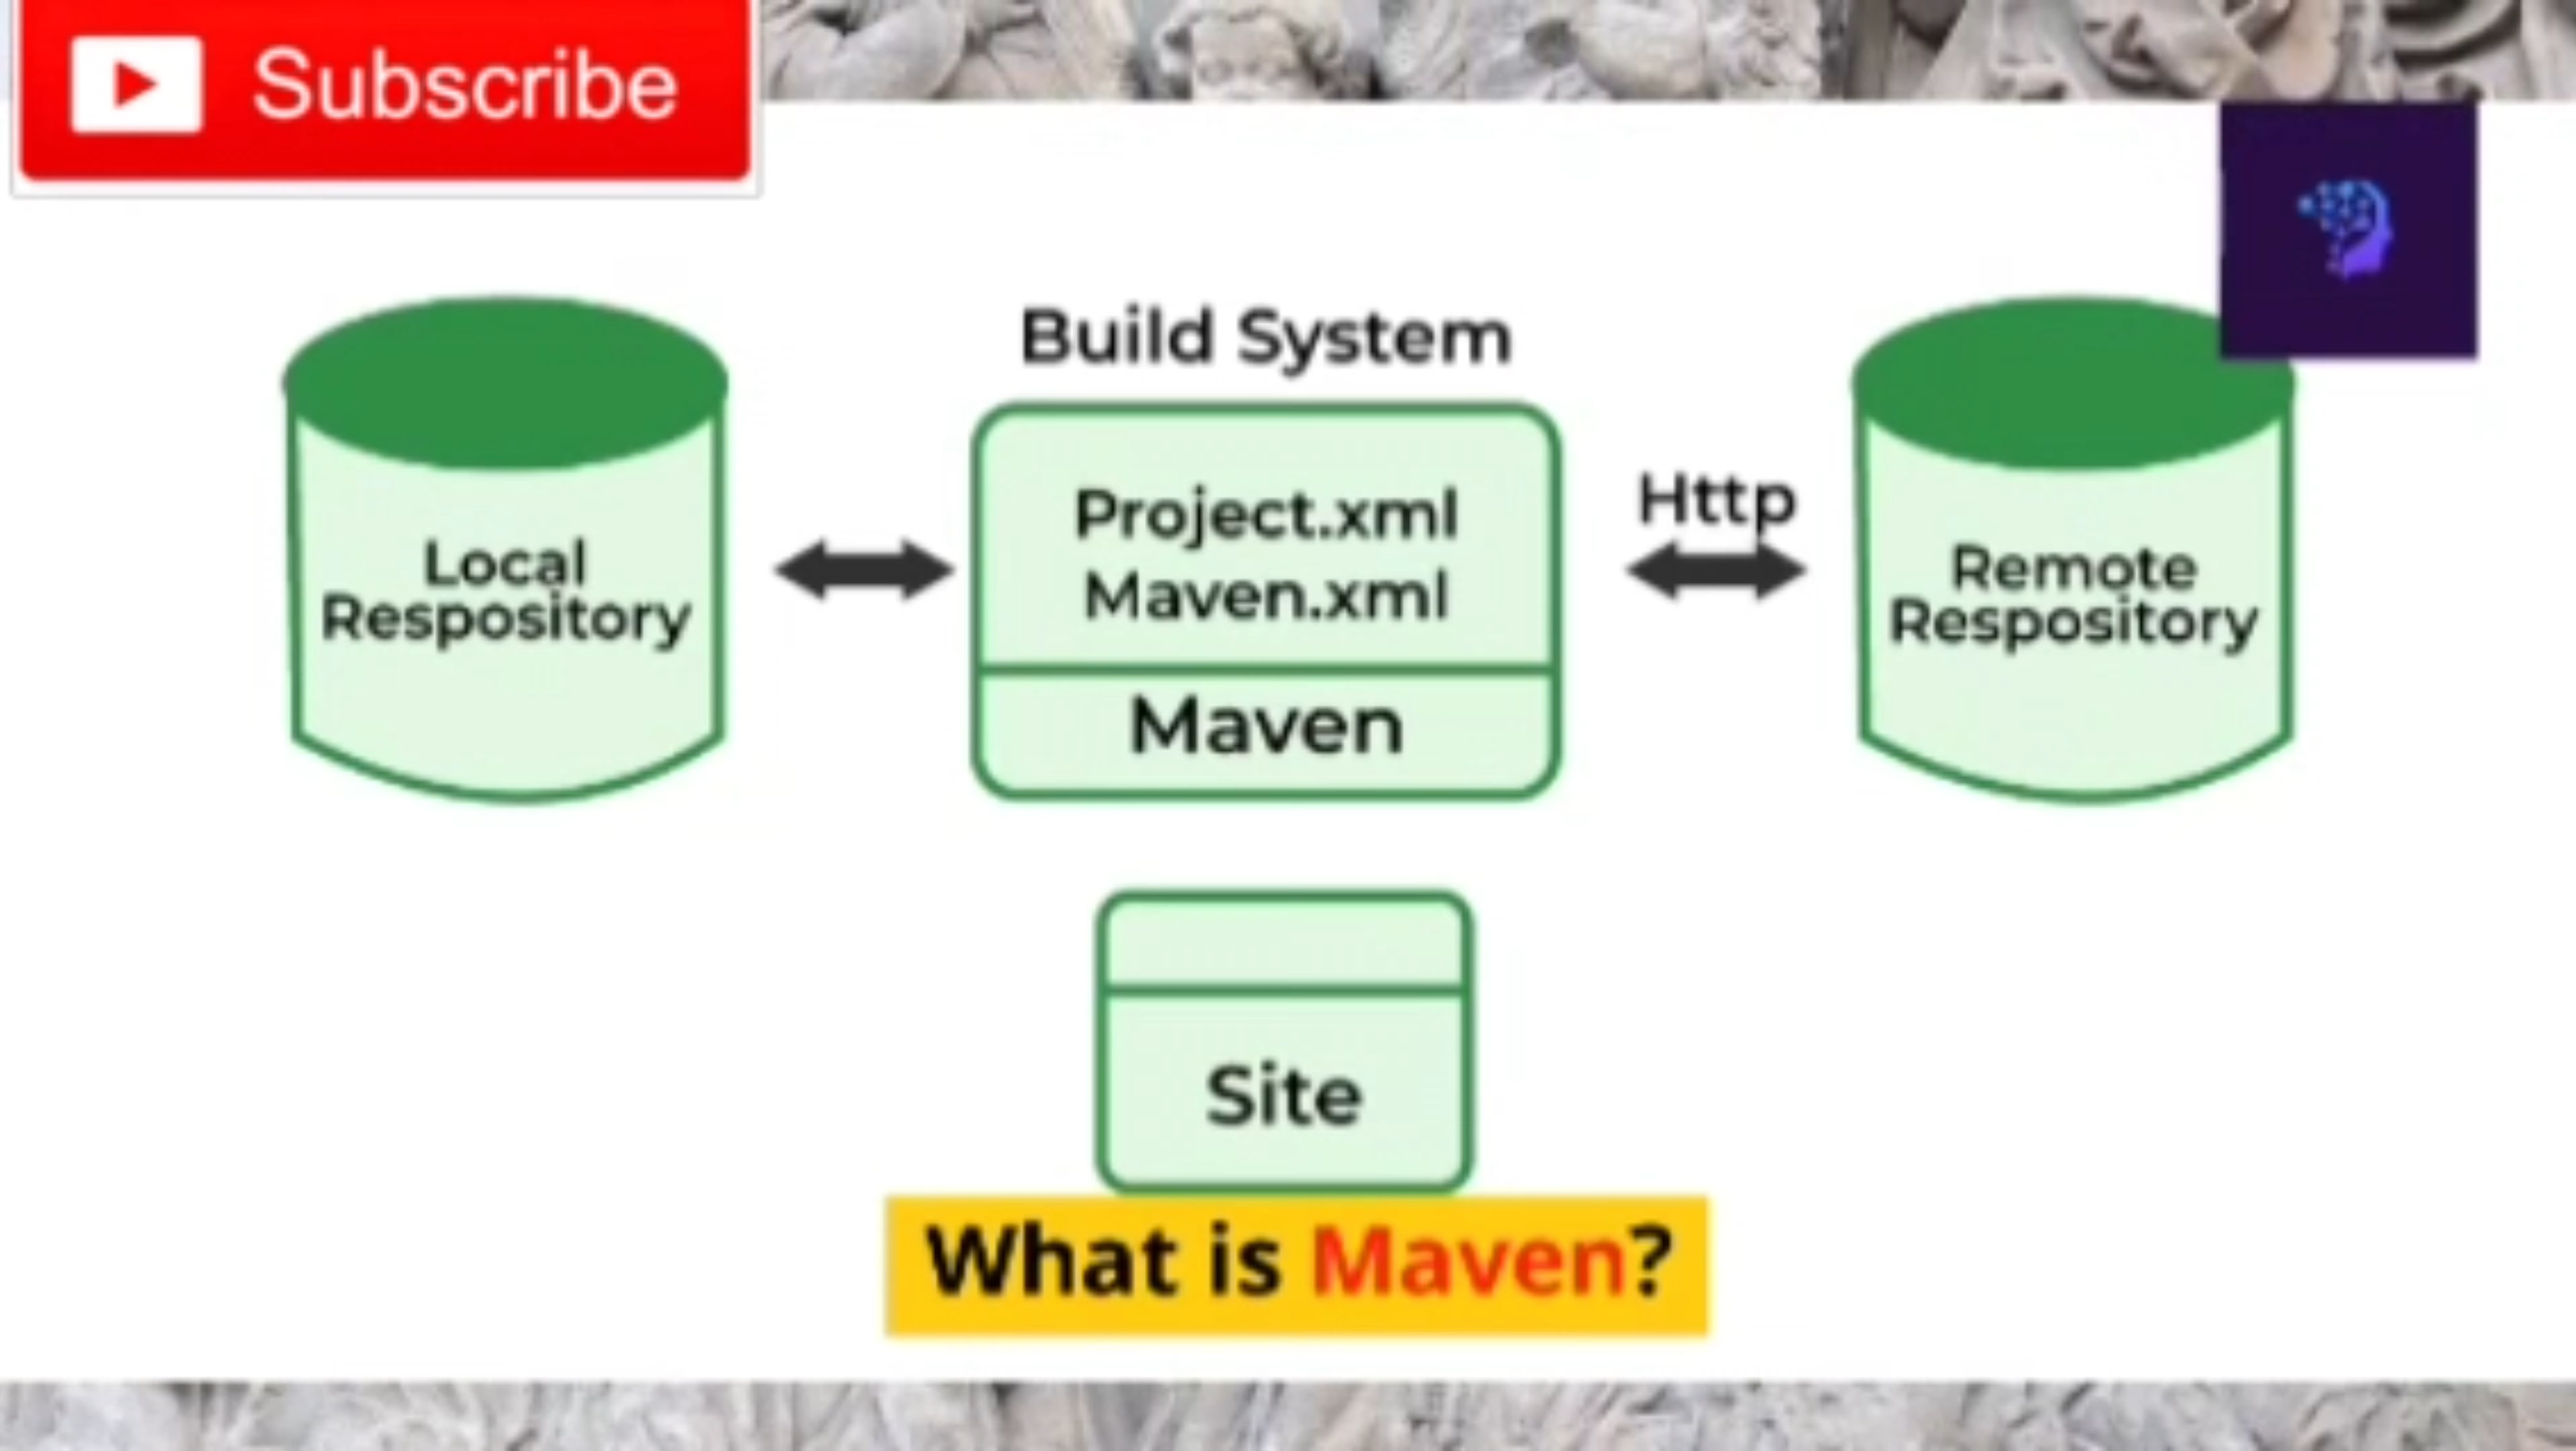 Subscribe
Build System
Local
Respository
Project.xml
Maven.xml
Maven
Http
Remote
Respository
Site
What is Maven?